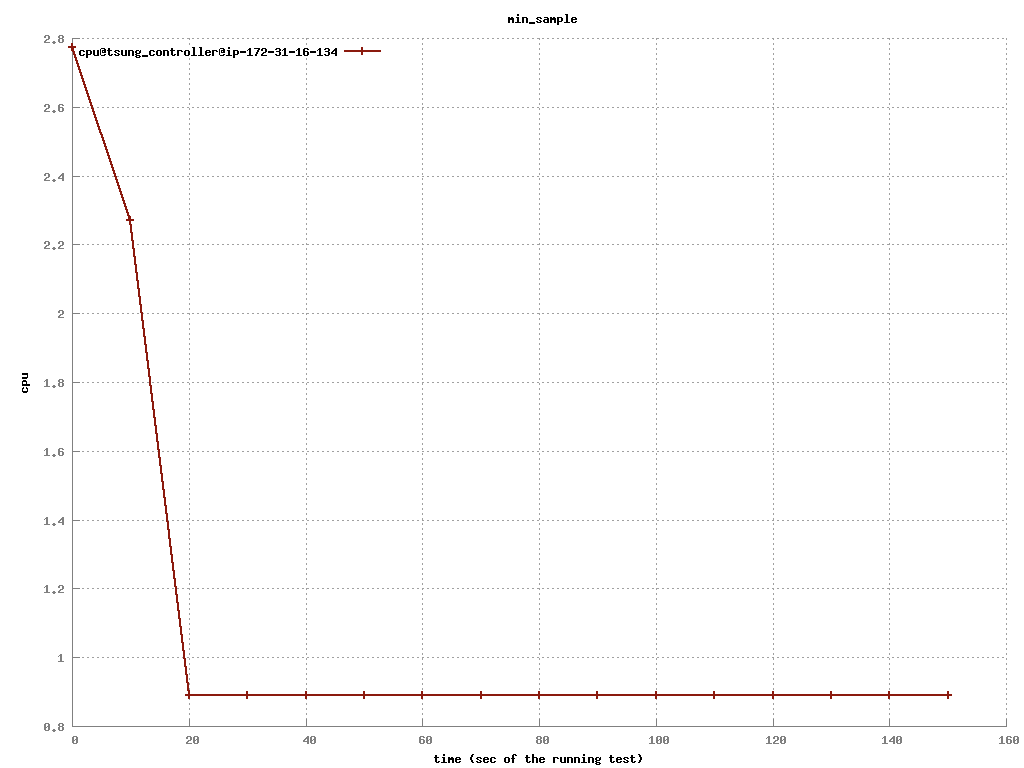 min_sample
2.8
cpu@tsung_controller@ip-172-31-16-134
2.6
2.4
2.2
2
1.8
cpu
1.6
1.4
1.2
1
0.8
0 20 40 60 80 100 120 140 160
time (sec of the running test)